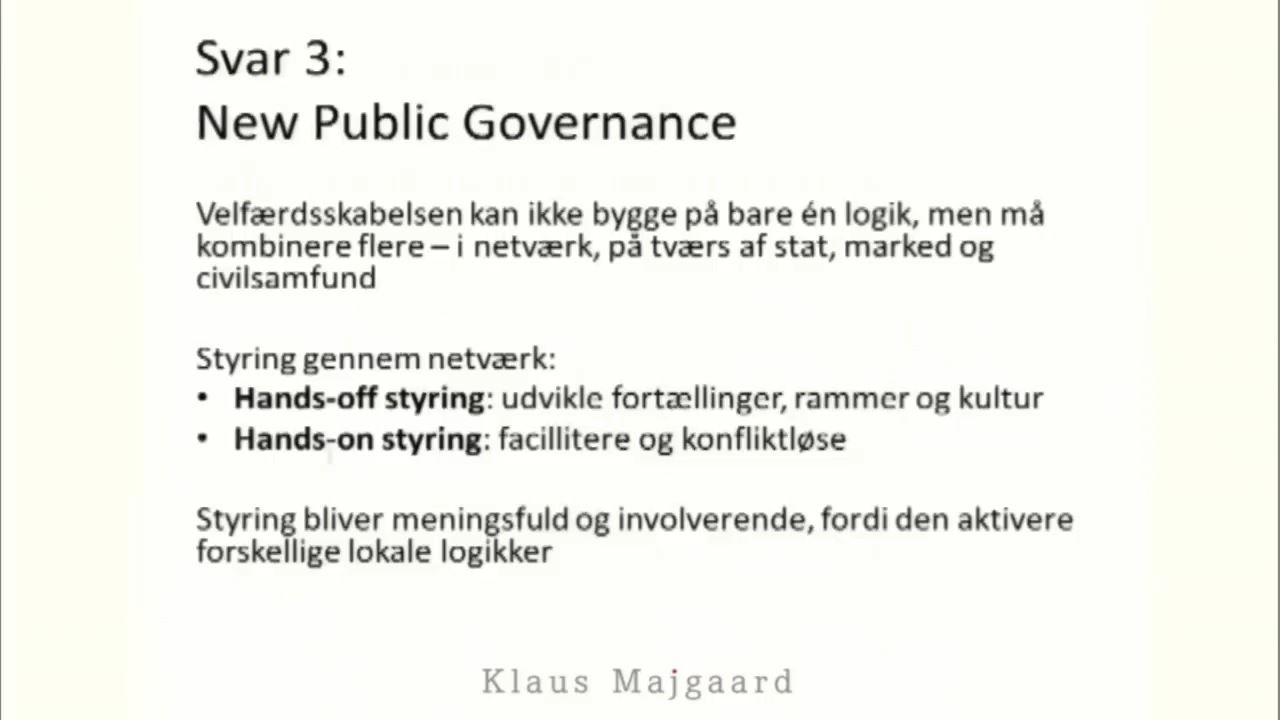 Svar 3:
New Public Governance
Velfærdsskabelsen kan ikke bygge på bare én logik, men må
kombinere flere – i netværk, på tværs af stat, marked og
civilsamfund
Styring gennem netværk:
• Hands-off styring: udvikle fortællinger, rammer og kultur
• Hands-on styring: facillitere og konfliktløse
Styring bliver meningsfuld og involverende, fordi den aktivere
forskellige lokale logikker
Klaus Majgaard